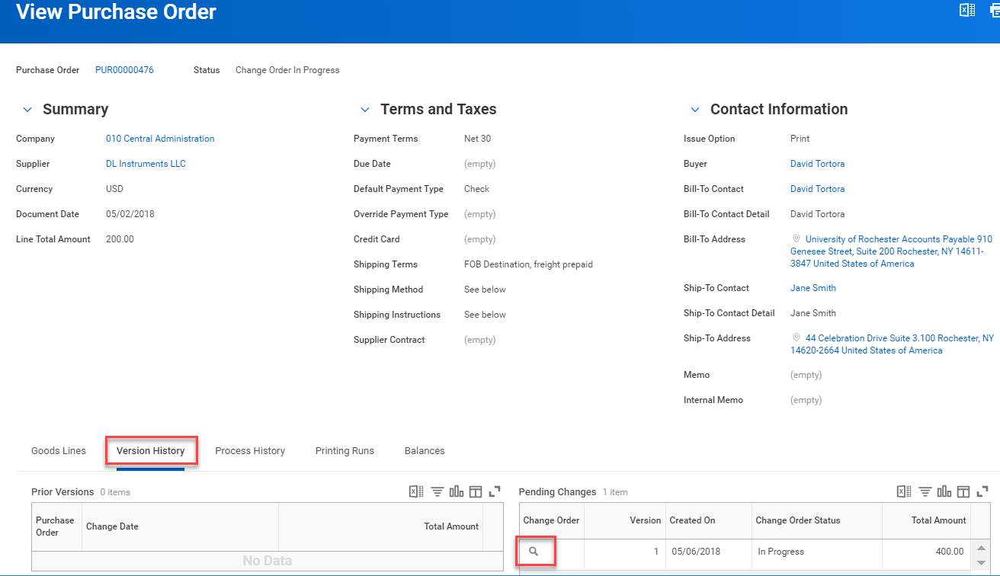 View Purchase Order
Purchase Order PUR00000476 Status Change Order In Progress
Summary
Company 010 Central Administration
Supplier DL Instruments LLC
Currency USD
Document Date 05/02/2018
Line Total Amount 200.00
Terms and Taxes
Payment Terms Net 30
Due Date (empty)
Default Payment Type Check
Override Payment Type (empty)
Credit Card (empty)
Shipping Terms FOB Destination, freight prepaid
Shipping Method See below
Shipping Instructions See below
Supplier Contract (empty)
Contact Information
Issue Option Print
Buyer David Tortora
Bill-To Contact David Tortora
Bill-To Contact Detail David Tortora
Bill-To Address University of Rochester Accounts Payable 910
Genesee Street, Suite 200 Rochester, NY 14611-
3847 United States of America
Ship-To Contact Jane Smith
Ship-To Contact Detail Jane Smith
Ship-To Address 44 Celebration Drive Suite 3.100 Rochester, NY
14620-2664 United States of America
Memo (empty)
Internal Memo (empty)
Goods Lines Version History Process History Printing Runs Balances
Prior Versions 0 items
Purchase
Order Change Date Total Amount
No Data
Pending Changes 1 item
Change Order Version Created On Change Order Status Total Amount
1 05/06/2018 In Progress 400.00